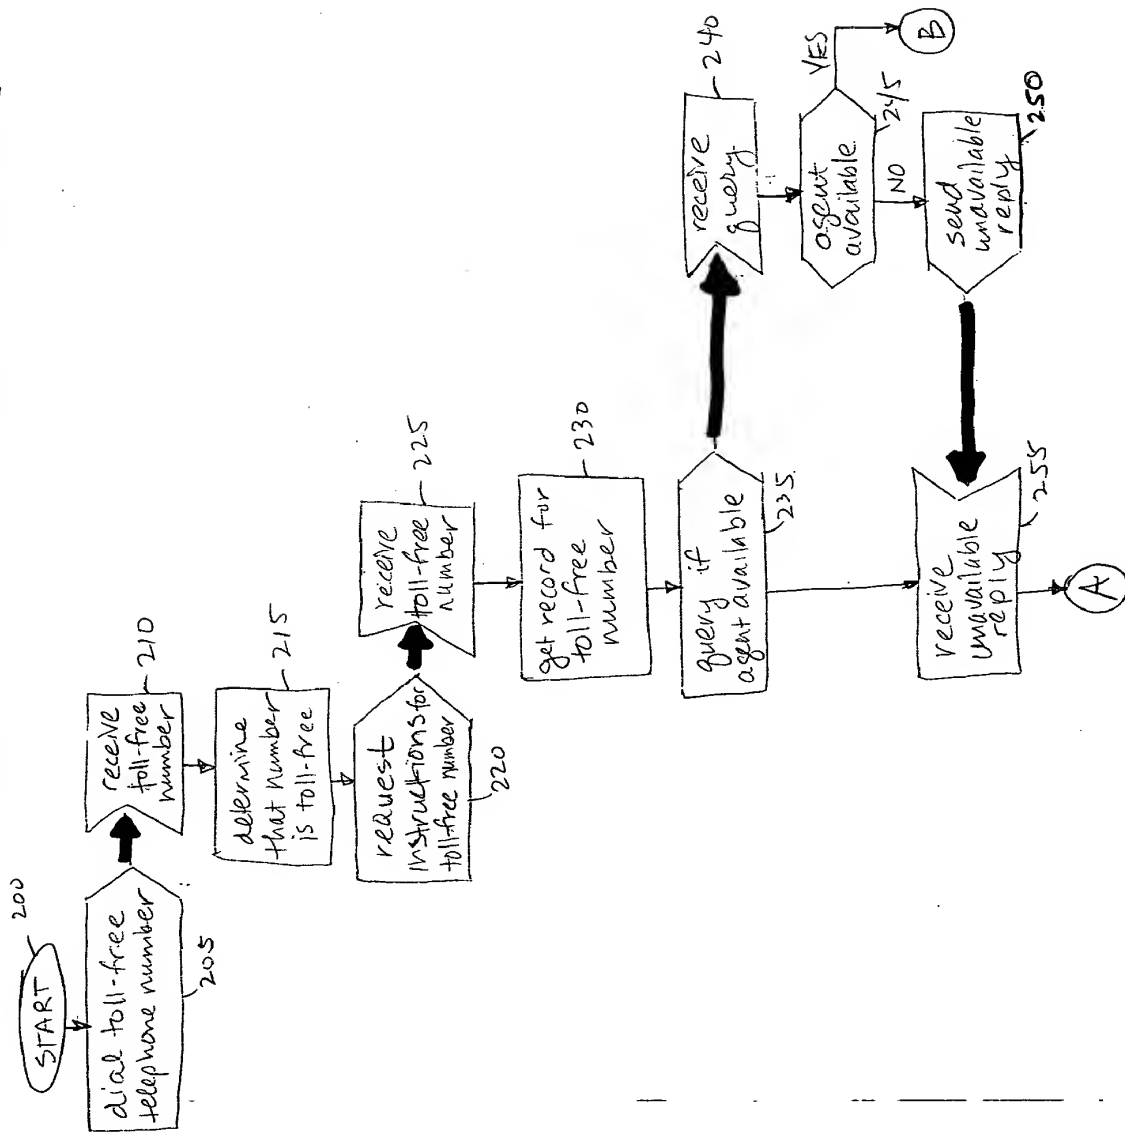 START
200
dial toll-free
telephone number
205
receive
toll-free
number
210
determine
that number
is toll-free
215
request
instructions for
toll-free number
220
receive
toll-free
number
225
get record for
toll-free
number
230
query if
agent available
235
receive
query
240
agent
available
245
YES
B
NO
send
unavailable
reply
250
receive
unavailable
reply
255
A